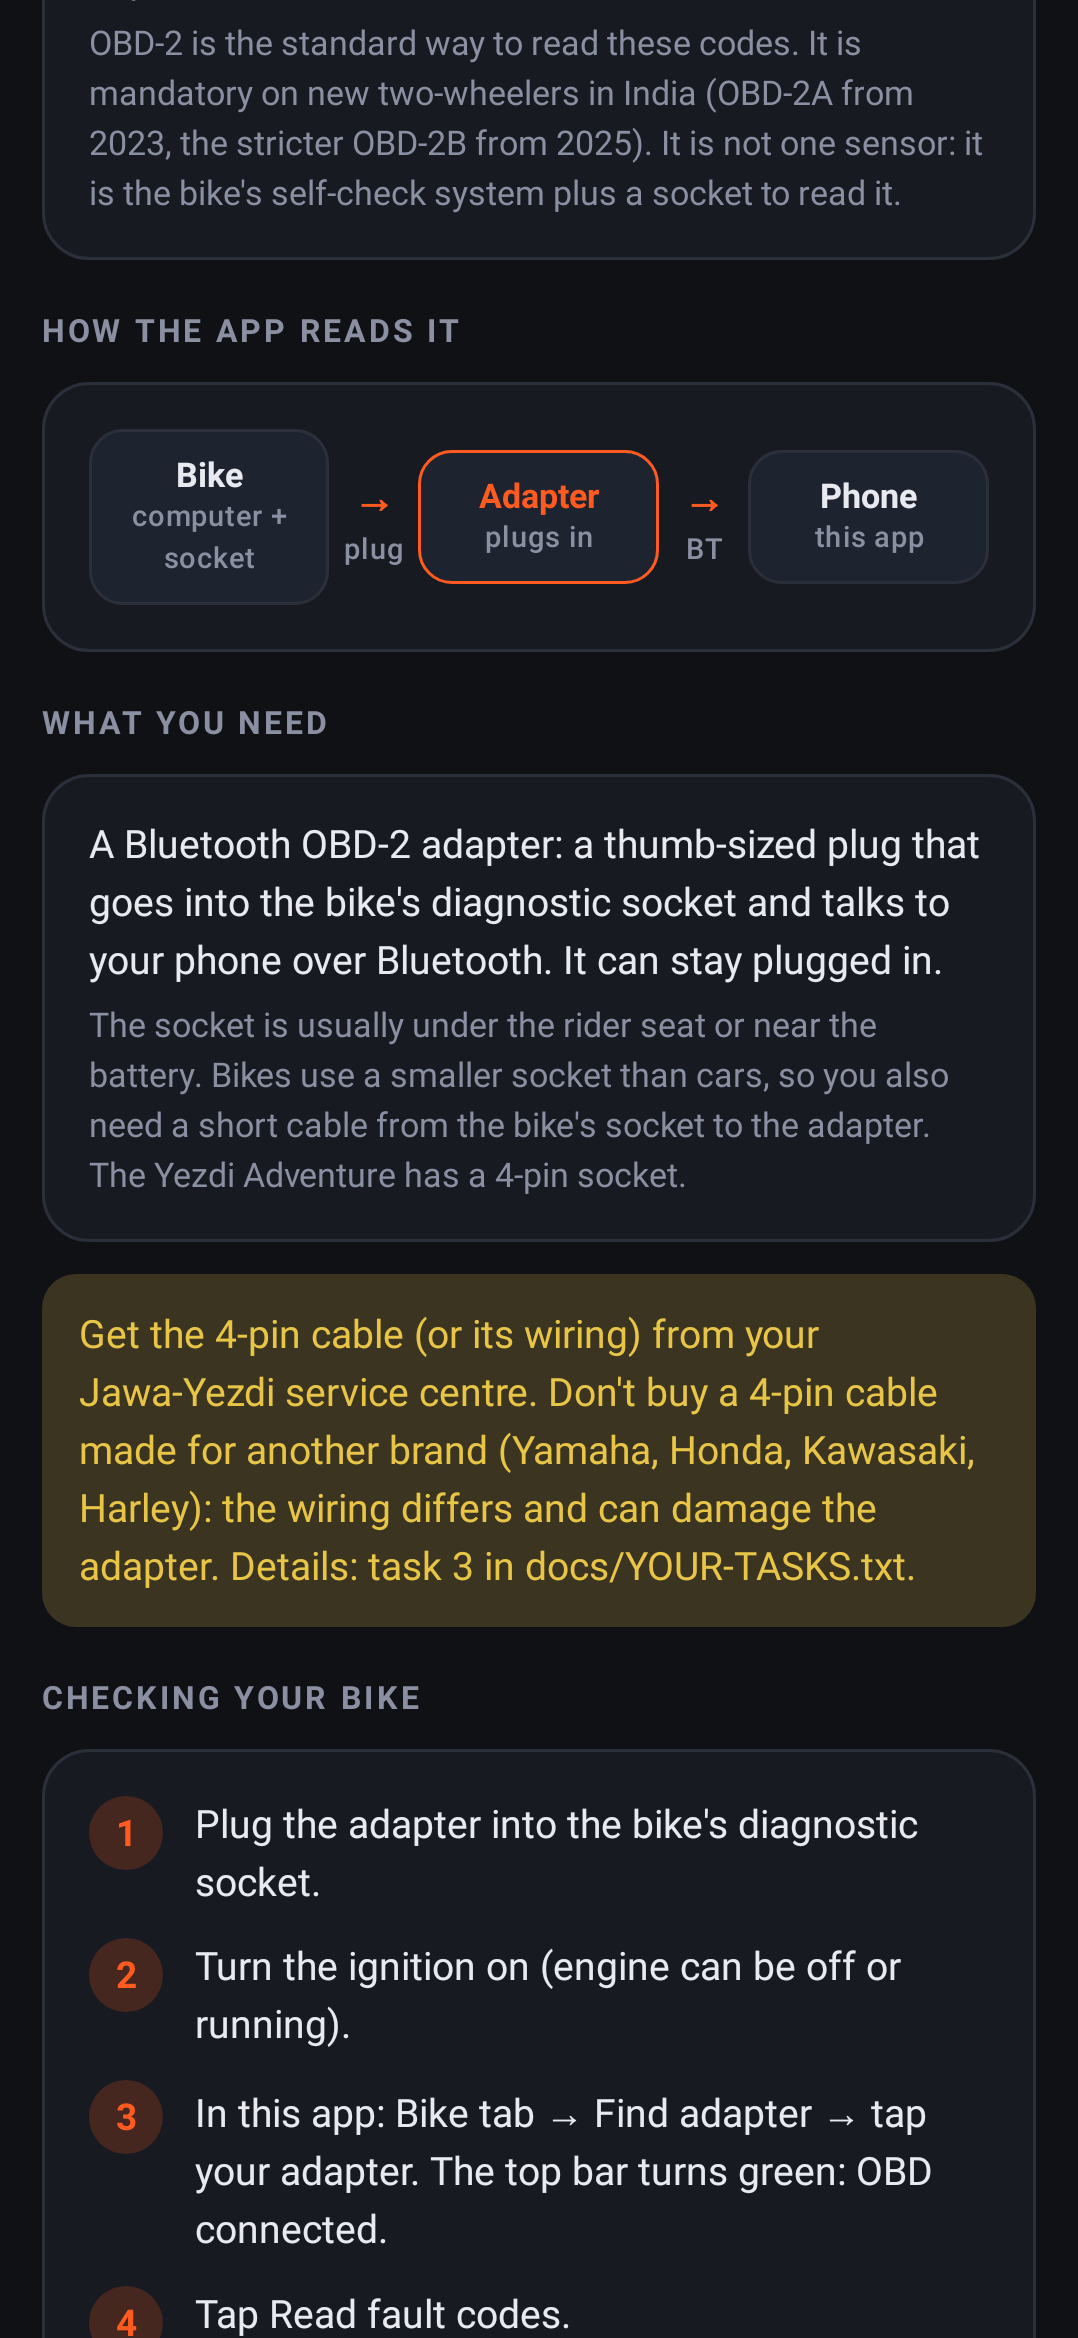 OBD-2 is the standard way to read these codes. It is
mandatory on new two-wheelers in India (OBD-2A from
2023, the stricter OBD-2B from 2025). It is not one sensor: it
is the bike's self-check system plus a socket to read it.
HOW THE APP READS IT
Bike
computer +
socket
→
plug
Adapter
plugs in
→
BT
Phone
this app
WHAT YOU NEED
A Bluetooth OBD-2 adapter: a thumb-sized plug that
goes into the bike's diagnostic socket and talks to
your phone over Bluetooth. It can stay plugged in.
The socket is usually under the rider seat or near the
battery. Bikes use a smaller socket than cars, so you also
need a short cable from the bike's socket to the adapter.
The Yezdi Adventure has a 4-pin socket.
Get the 4-pin cable (or its wiring) from your
Jawa-Yezdi service centre. Don't buy a 4-pin cable
made for another brand (Yamaha, Honda, Kawasaki,
Harley): the wiring differs and can damage the
adapter. Details: task 3 in docs/YOUR-TASKS.txt.
CHECKING YOUR BIKE
1 Plug the adapter into the bike's diagnostic
socket.
2 Turn the ignition on (engine can be off or
running).
3 In this app: Bike tab → Find adapter → tap
your adapter. The top bar turns green: OBD
connected.
4 Tap Read fault codes.